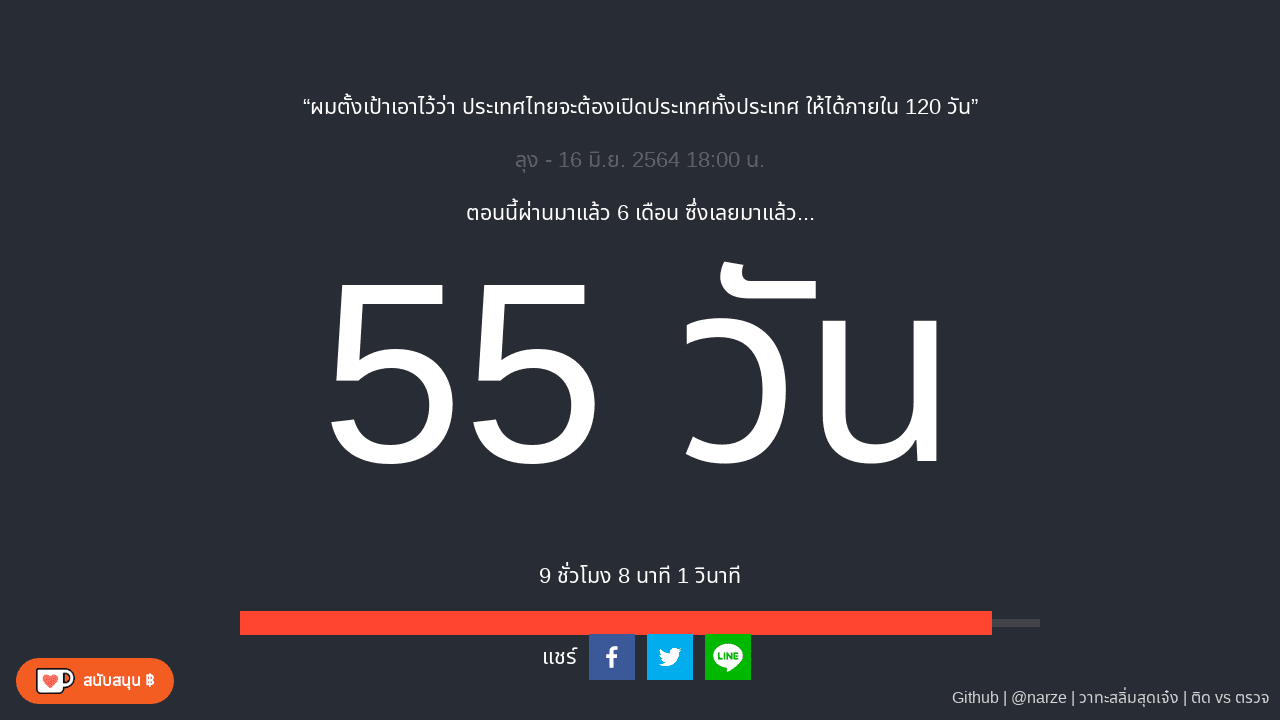 “ผมตั้งเป้าเอาไว้ว่า ประเทศไทยจะต้องเปิดประเทศทั้งประเทศ ให้ได้ภายใน 120 วัน”
ลุง - 16 มิ.ย. 2564 18:00 น.
ตอนนี้ผ่านมาแล้ว 6 เดือน ซึ่งเลยมาแล้ว...
55 วัน
9 ชั่วโมง 8 นาที 1 วินาที
แชร์ LINE
สนับสนุน ฿
Github | @narze | วาทะสลิ่มสุดเจ๋ง | ติด vs ตรวจ